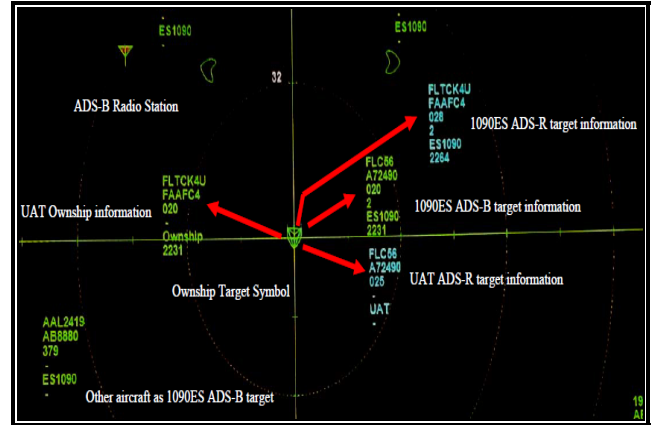 ES1090
-
ES1090
-
ADS-B Radio Station
32
FLTCK4U
FAAFC4
028
2
ES1090
2264
1090ES ADS-R target information
FLTCK4U
FAAFC4
020
-
Ownship
2231
UAT Ownship information
FLC56
A72490
020
2
ES1090
2231
1090ES ADS-B target information
FLC56
A72490
025
-
UAT
-
UAT ADS-R target information
Ownship Target Symbol
AAL2419
AB8880
379
-
ES1090
-
Other aircraft as 1090ES ADS-B target
19